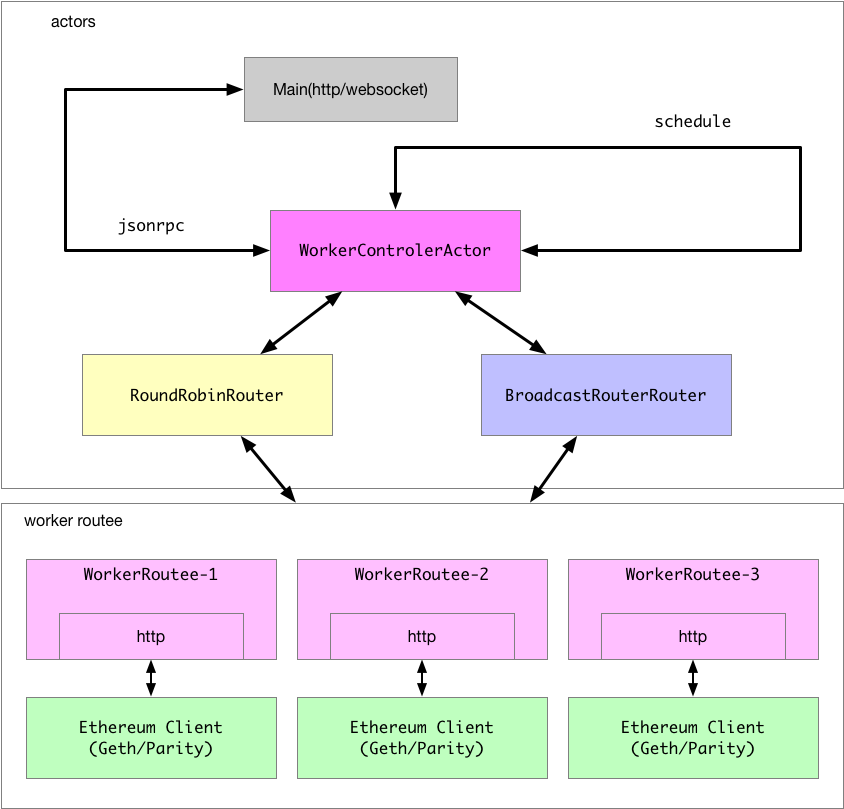 actors
Main(http/websocket)
schedule
jsonrpc
WorkerControlerActor
RoundRobinRouter
BroadcastRouterRouter
worker routee
WorkerRoutee-1
WorkerRoutee-2
WorkerRoutee-3
http
http
http
Ethereum Client
(Geth/Parity)
Ethereum Client
(Geth/Parity)
Ethereum Client
(Geth/Parity)